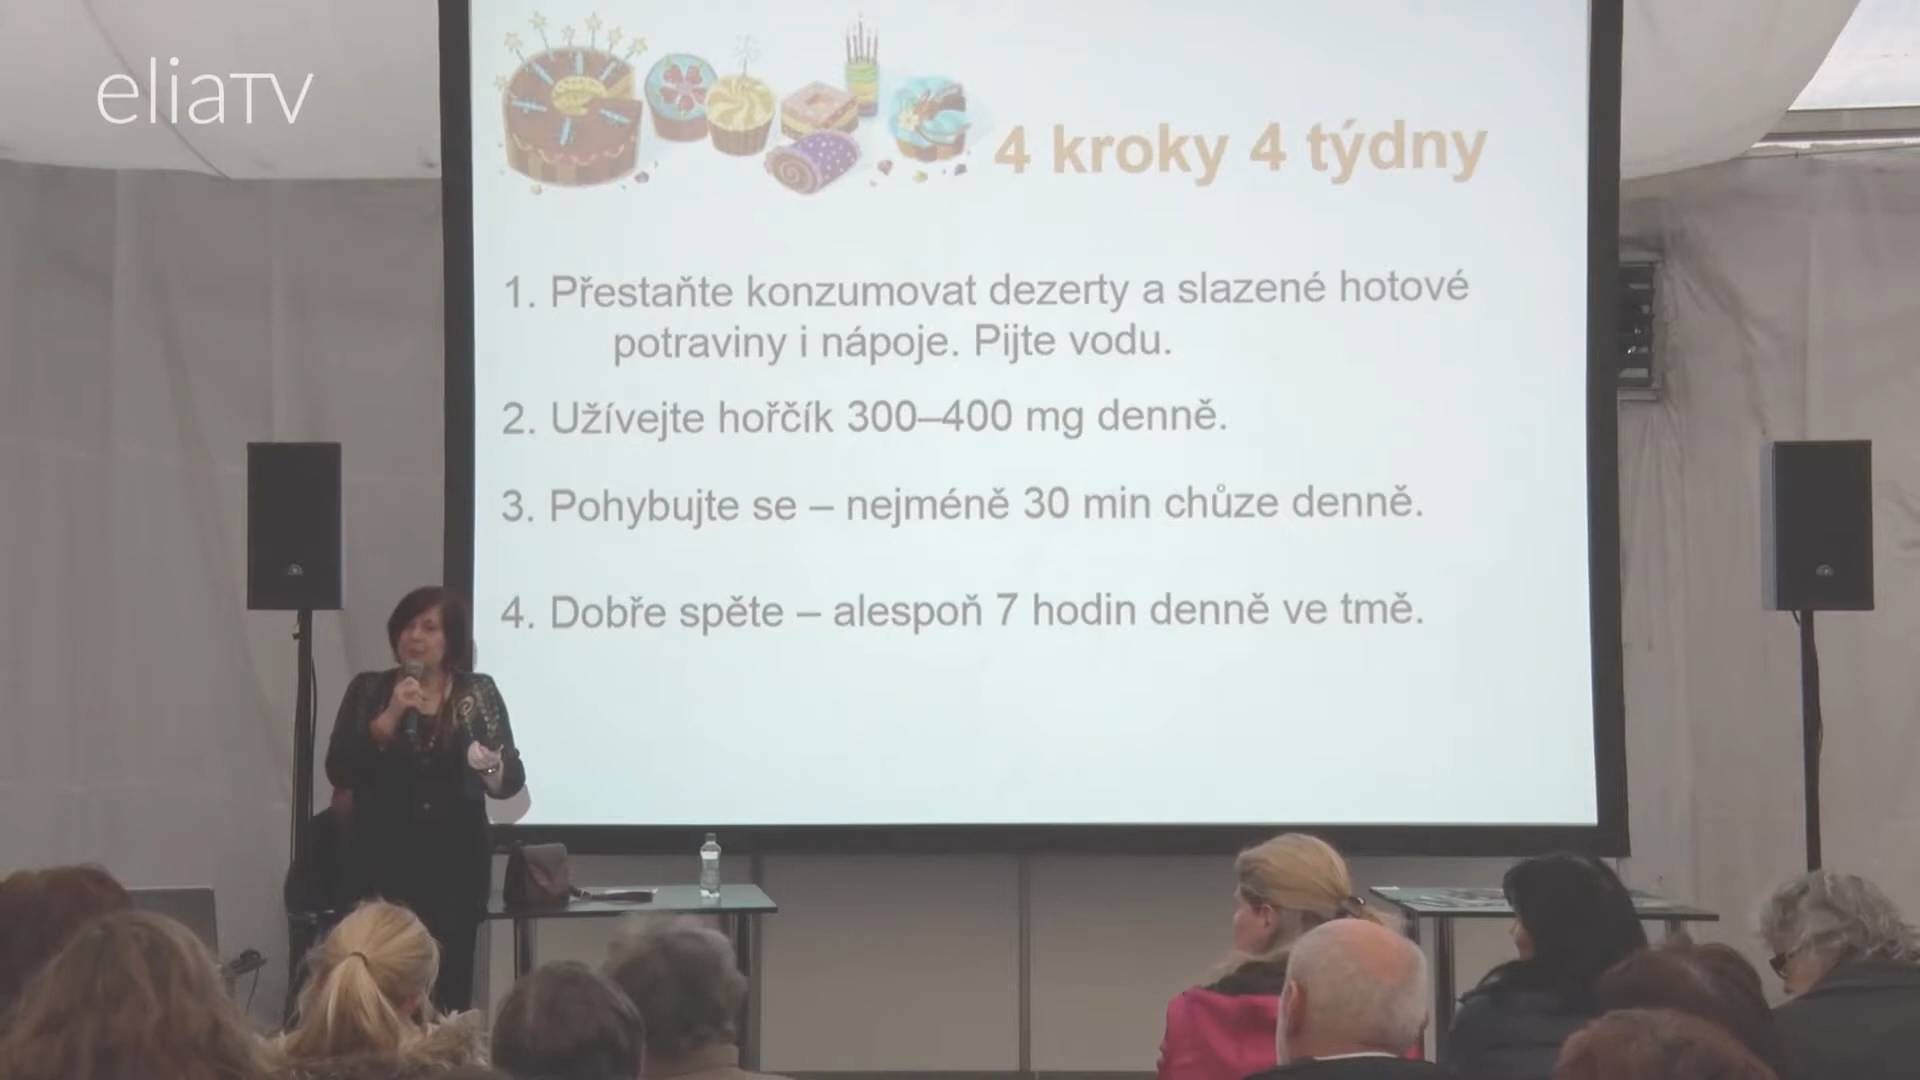 eliaTV
4 kroky 4 týdny
1. Přestaňte konzumovat dezerty a slazené hotové
potraviny i nápoje. Pijte vodu.
2. Užívejte hořčík 300–400 mg denně.
3. Pohybujte se – nejméně 30 min chůze denně.
4. Dobře spěte – alespoň 7 hodin denně ve tmě.